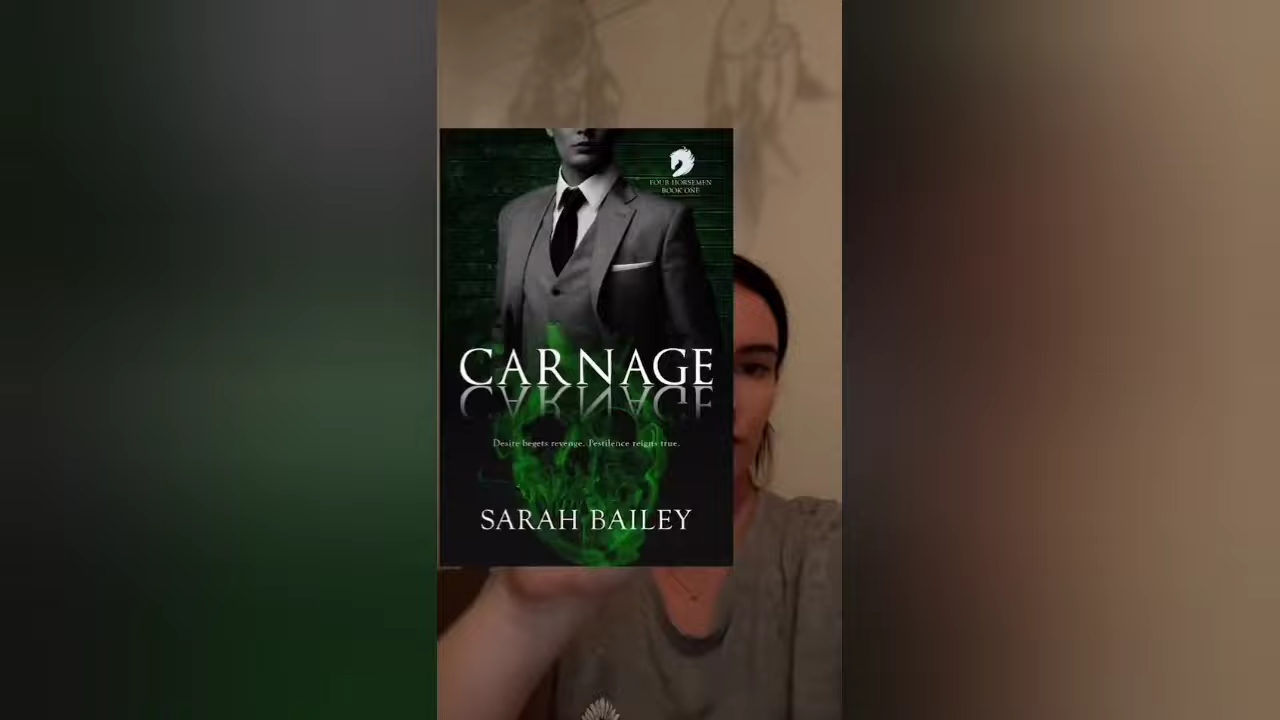 FOUR HORSEMEN
BOOK ONE
CARNAGE
Desire begets revenge. Pestilence reigns true.
SARAH BAILEY